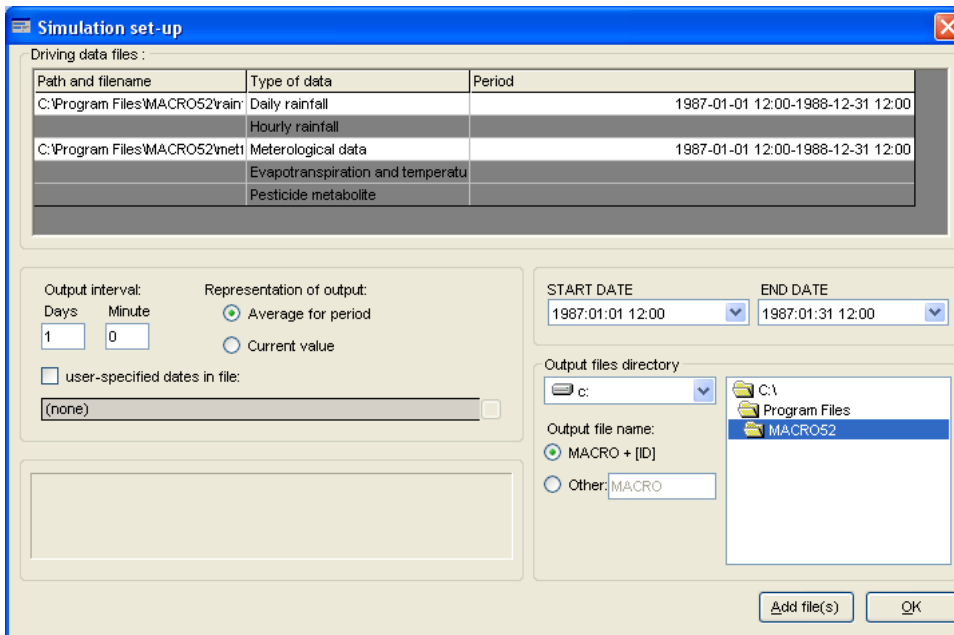 Simulation set-up
Driving data files :
Path and filename Type of data Period
C:\Program Files\MACRO52\rain Daily rainfall 1987-01-01 12:00-1988-12-31 12:00
Hourly rainfall
C:\Program Files\MACRO52\met Meterological data 1987-01-01 12:00-1988-12-31 12:00
Evapotranspiration and temperatu
Pesticide metabolite
Output interval: Representation of output:
Days Minute
1 0
Average for period
Current value
user-specified dates in file:
(none)
START DATE END DATE
1987:01:01 12:00 1987:01:31 12:00
Output files directory
c:
C:\
Program Files
MACRO52
Output file name:
MACRO + [ID]
Other: MACRO
Add file(s) OK